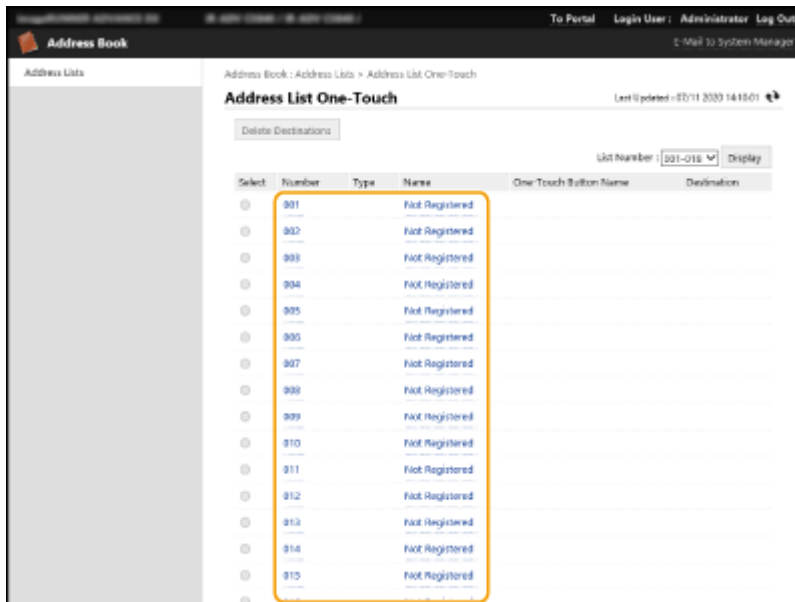 To Portal Login User : Administrator Log Out
Address Book
E-Mail to System Manager
Address Lists
Address Book : Address Lists > Address List One-Touch
Address List One-Touch
Last Updated : 07/11 2020 14:10:01
Delete Destinations
List Number : 001-018 Display
Select Number Type Name One-Touch Button Name Destination
001 Not Registered
002 Not Registered
003 Not Registered
004 Not Registered
005 Not Registered
006 Not Registered
007 Not Registered
008 Not Registered
009 Not Registered
010 Not Registered
011 Not Registered
012 Not Registered
013 Not Registered
014 Not Registered
015 Not Registered